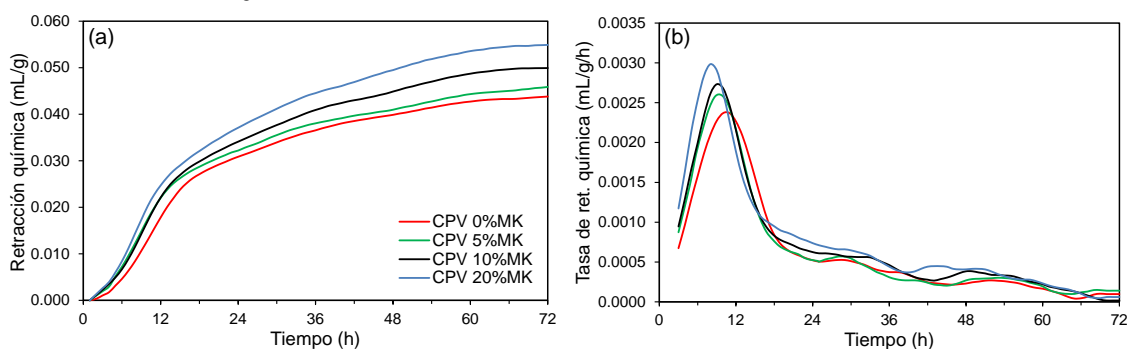 (a)
Retracción química (mL/g)
0.060
0.050
0.040
0.030
0.020
0.010
0.000
0 12 24 36 48 60 72
Tiempo (h)
CPV 0%MK
CPV 5%MK
CPV 10%MK
CPV 20%MK
(b)
Tasa de ret. química (mL/g/h)
0.0035
0.0030
0.0025
0.0020
0.0015
0.0010
0.0005
0.0000
0 12 24 36 48 60 72
Tiempo (h)